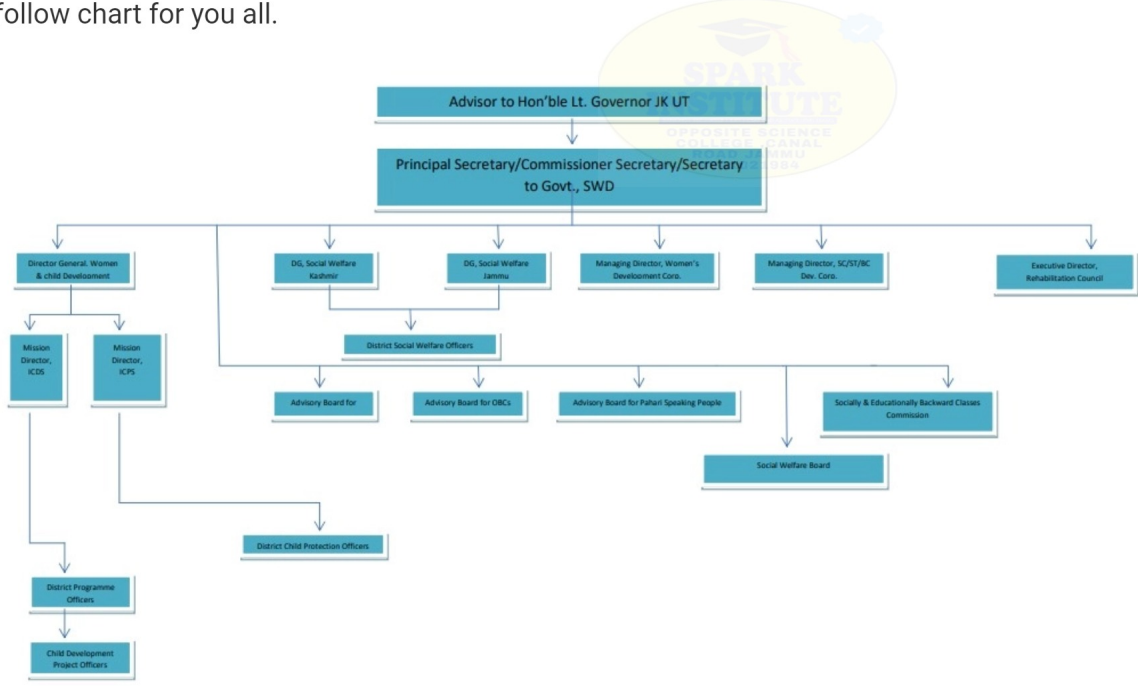 follow chart for you all.
SPARK
INSTITUTE
OPPOSITE SCIENCE
COLLEGE CANAL
ROAD JAMMU
Advisor to Hon'ble Lt. Governor JK UT
Principal Secretary/Commissioner Secretary/Secretary
to Govt., SWD
Director General. Women
& child Development
DG, Social Welfare
Kashmir
DG, Social Welfare
Jammu
Managing Director, Women's
Development Corp.
Managing Director, SC/ST/BC
Dev. Corp.
Executive Director,
Rehabilitation Council
Mission
Director,
ICDS
Mission
Director,
ICPS
District Social Welfare Officers
Advisory Board for
Advisory Board for OBCs
Advisory Board for Pahari Speaking People
Socially & Educationally Backward Classes
Commission
Social Welfare Board
District Child Protection Officers
District Programme
Officers
Child Development
Project Officers